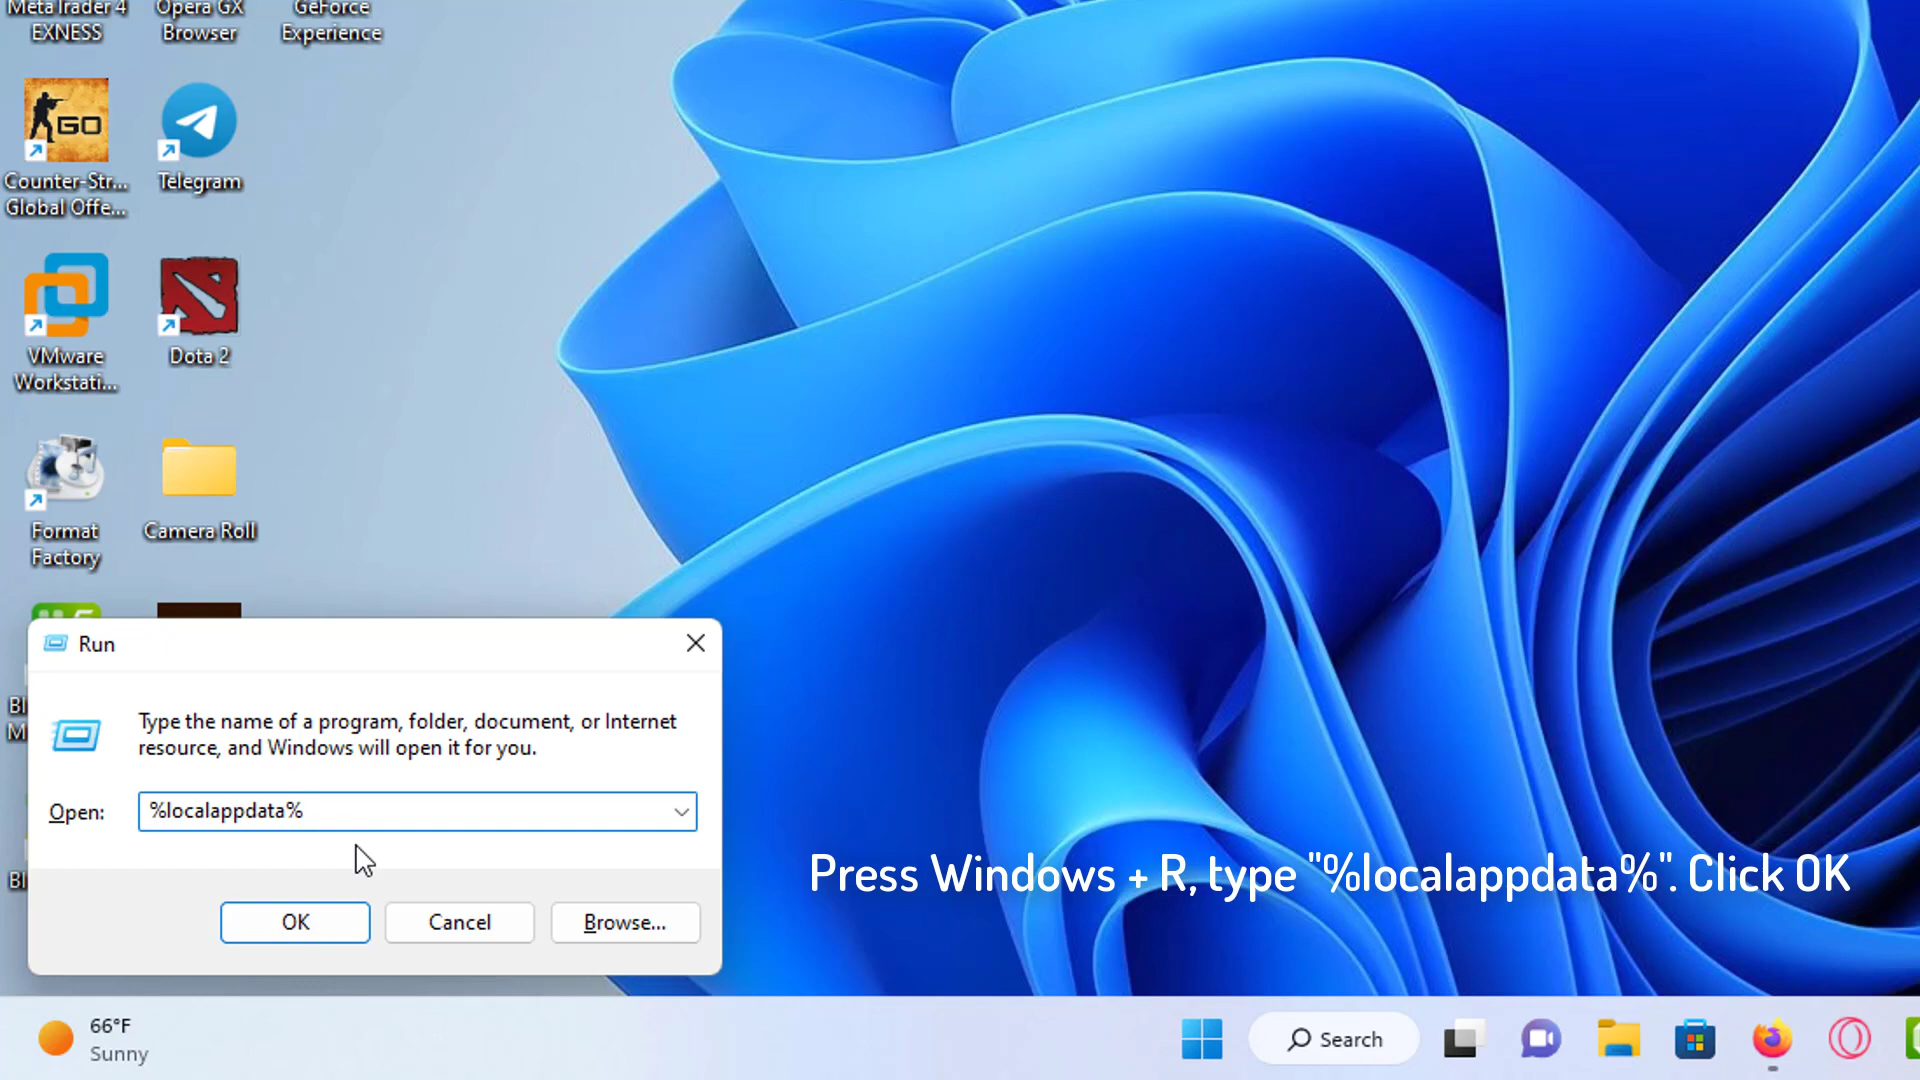 MetaTrader 4
EXNESS
Opera GX
Browser
GeForce
Experience
GO
Counter-Str...
Global Offe...
Telegram
VMware
Workstati...
Dota 2
Format
Factory
Camera Roll
Run
Type the name of a program, folder, document, or Internet
resource, and Windows will open it for you.
Open:
%localappdata%
OK
Cancel
Browse...
Press Windows + R, type "%localappdata%". Click OK
66°F
Sunny
Search